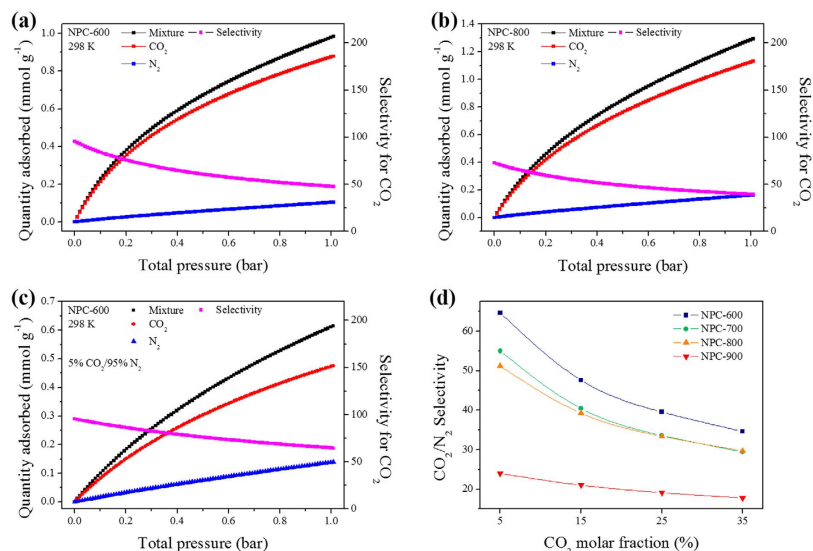 (a)
NPC-600
298 K
Mixture
Selectivity
CO2
N2
Quantity adsorbed (mmol g-1)
1.0
0.8
0.6
0.4
0.2
0.0
200
150
100
50
0
Selectivity for CO2
0.0 0.2 0.4 0.6 0.8 1.0
Total pressure (bar)
(b)
NPC-800
298 K
Mixture
Selectivity
CO2
N2
Quantity adsorbed (mmol g-1)
1.4
1.2
1.0
0.8
0.6
0.4
0.2
0.0
200
150
100
50
0
Selectivity for CO2
0.0 0.2 0.4 0.6 0.8 1.0
Total pressure (bar)
(c)
NPC-600
298 K
Mixture
Selectivity
CO2
N2
5% CO2/95% N2
Quantity adsorbed (mmol g-1)
0.7
0.6
0.5
0.4
0.3
0.2
0.1
0.0
200
150
100
50
0
Selectivity for CO2
0.0 0.2 0.4 0.6 0.8 1.0
Total pressure (bar)
(d)
NPC-600
NPC-700
NPC-800
NPC-900
CO2/N2 Selectivity
60
50
40
30
20
5 15 25 35
CO2 molar fraction (%)